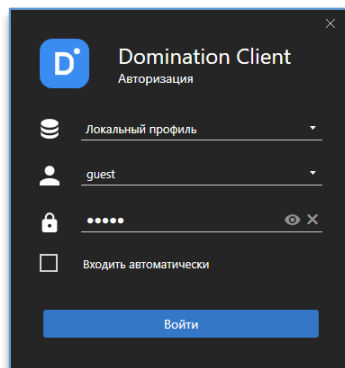 D
Domination Client
Авторизация
Локальный профиль
guest
•••••
Входить автоматически
Войти